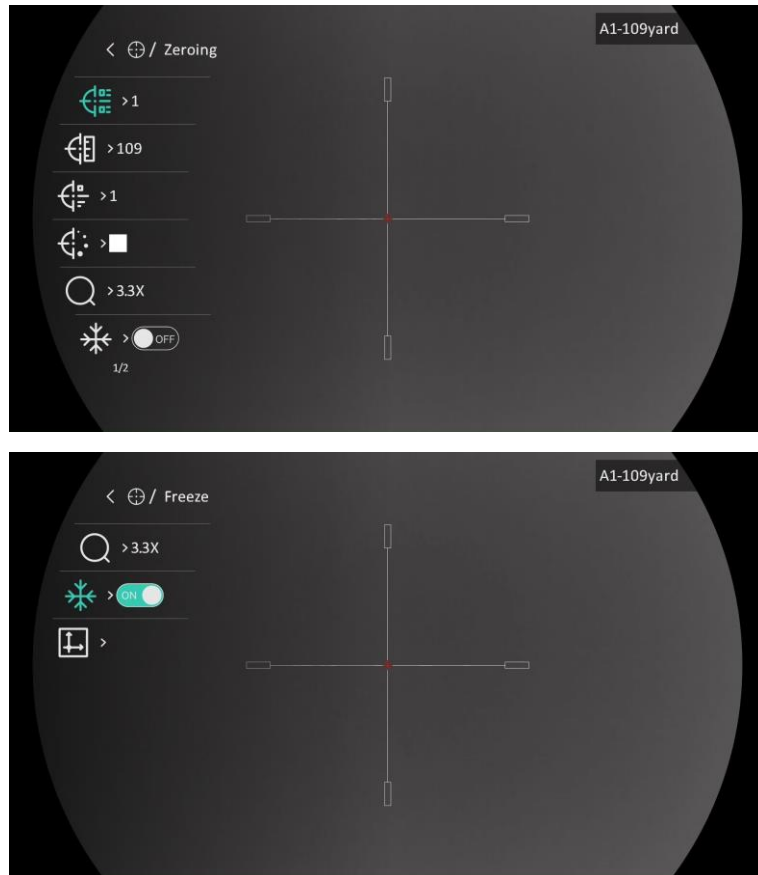 A1-109yard
< / Zeroing
>1
>109
>1
>
>3.3X
> OFF
1/2
A1-109yard
< / Freeze
>3.3X
> ON
>